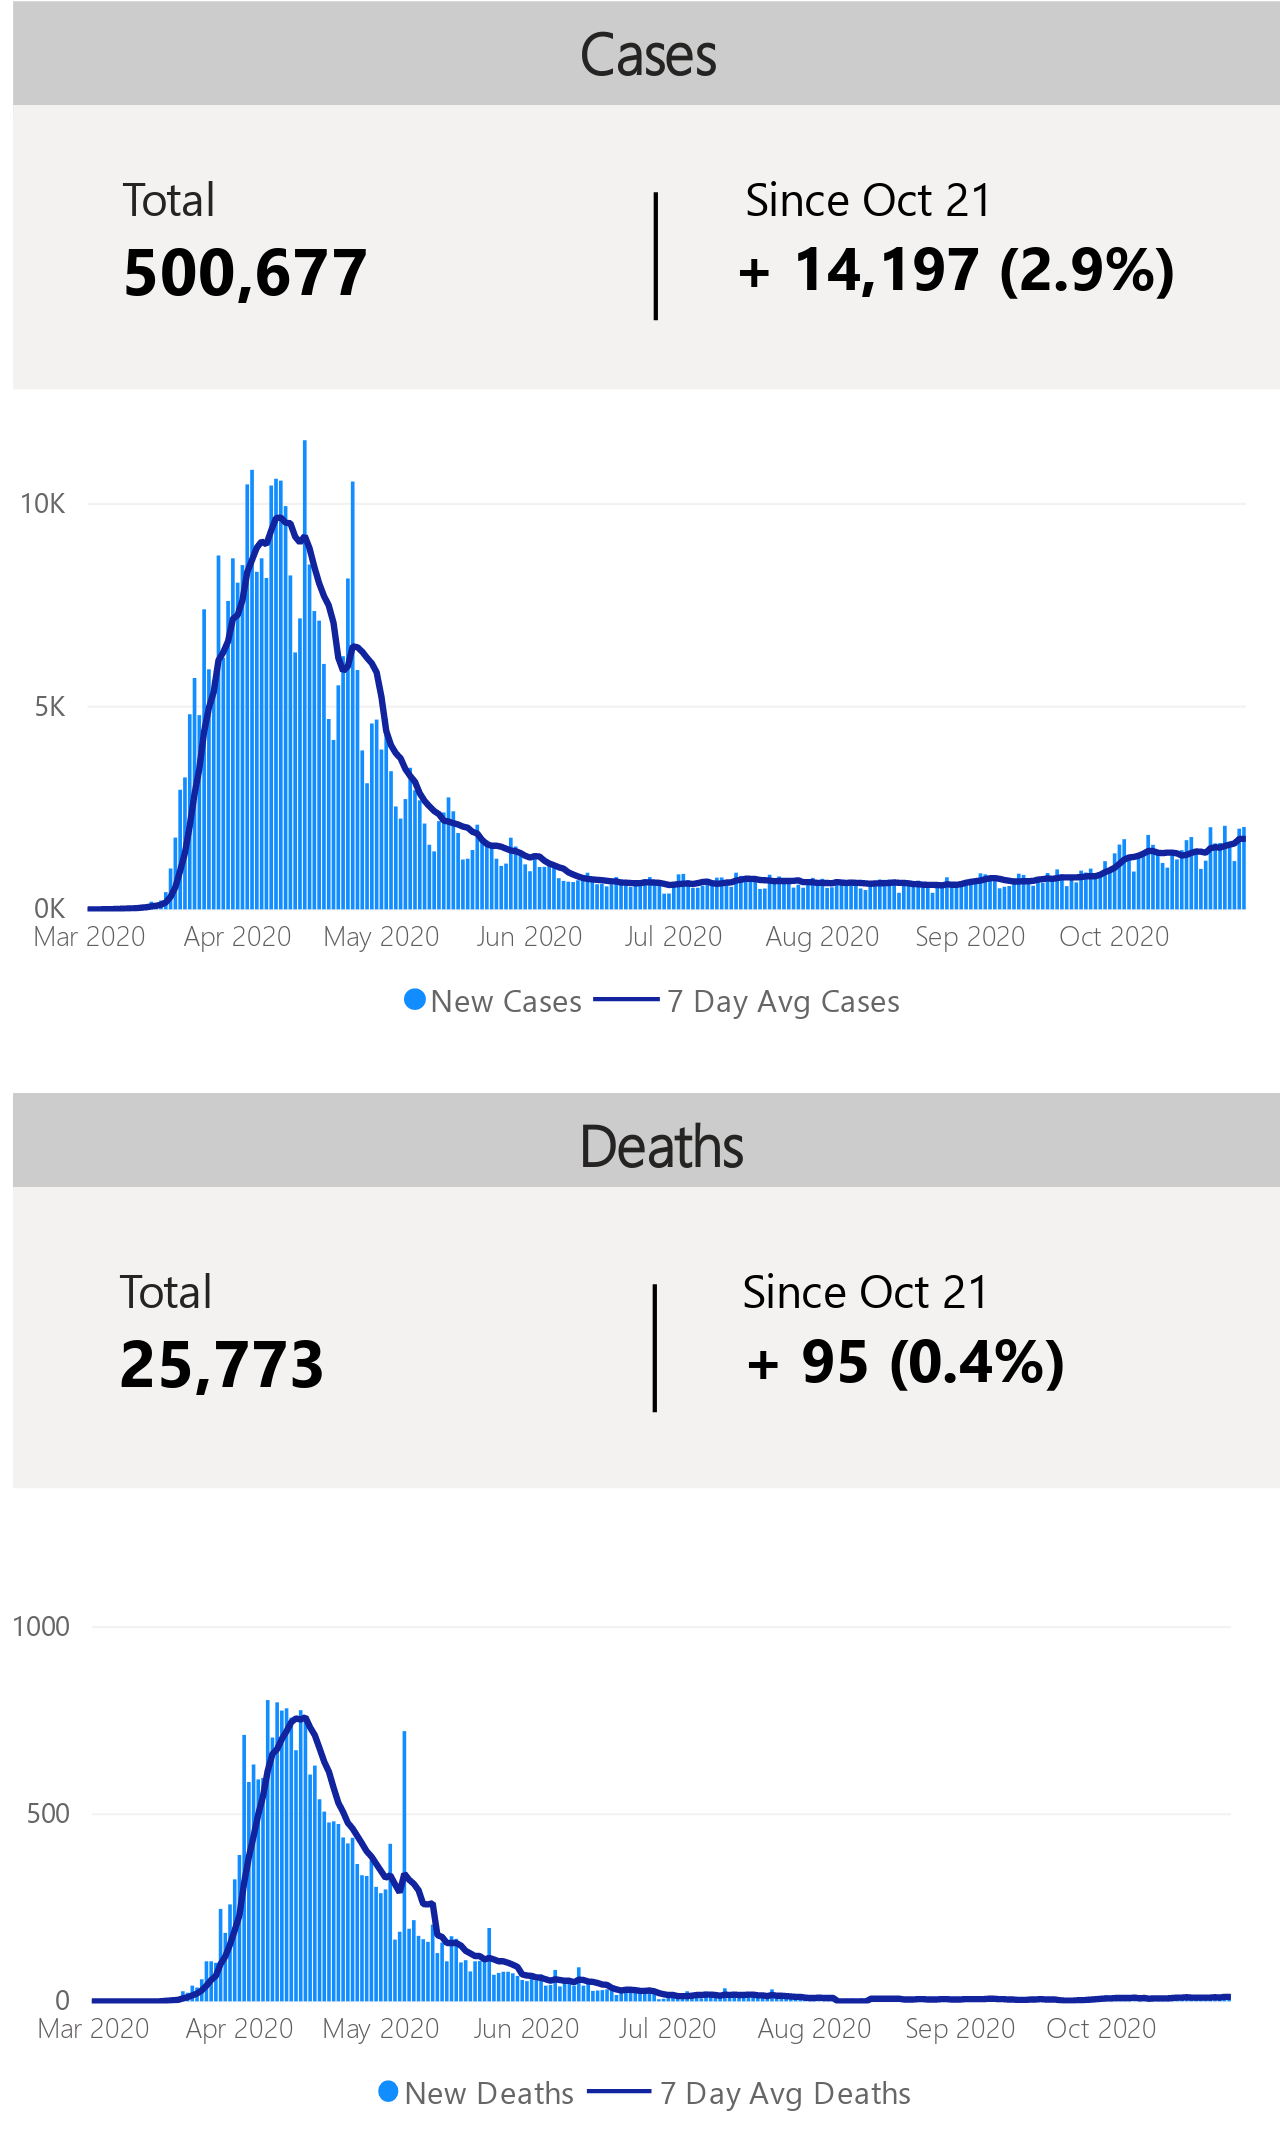 Cases
Total
Since Oct 21
500,677
+ 14,197 (2.9%)
10K
5K
0K
Mar 2020 Apr 2020 May 2020 Jun 2020 Jul 2020 Aug 2020 Sep 2020 Oct 2020
New Cases 7 Day Avg Cases
Deaths
Total
Since Oct 21
25,773
+ 95 (0.4%)
1000
500
0
Mar 2020 Apr 2020 May 2020 Jun 2020 Jul 2020 Aug 2020 Sep 2020 Oct 2020
New Deaths 7 Day Avg Deaths